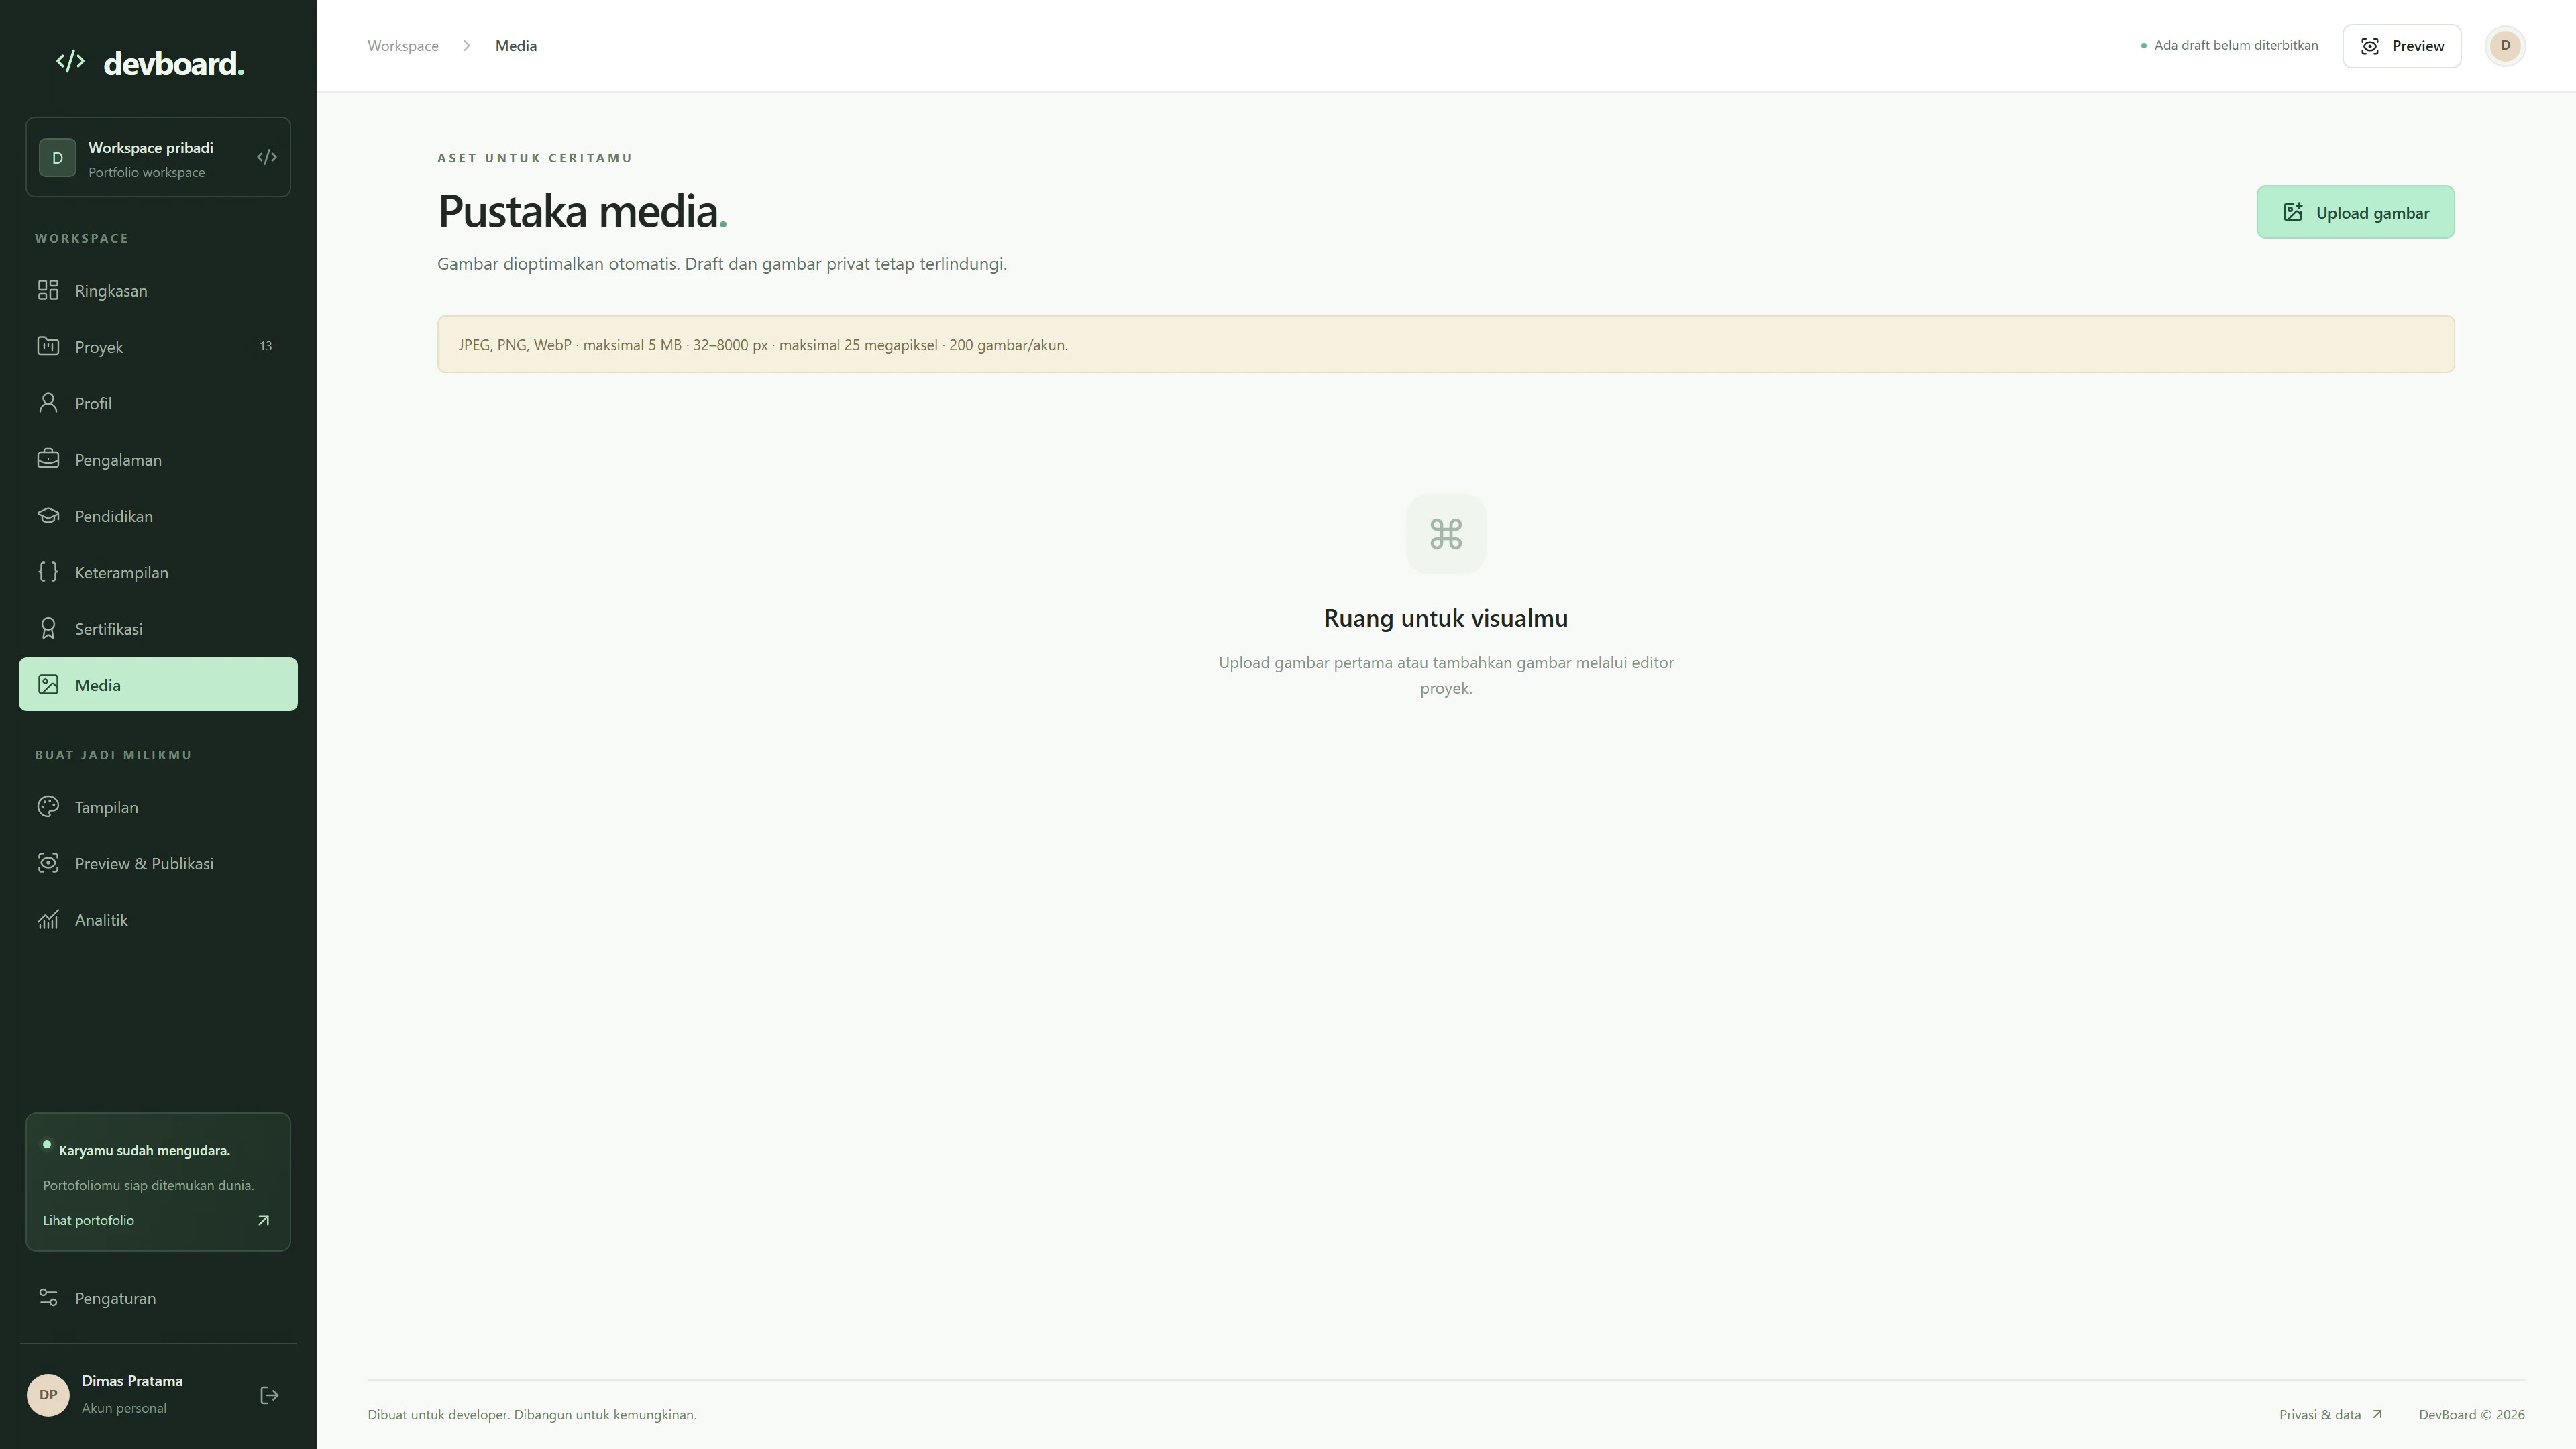 devboard.
D
Workspace pribadi
Portfolio workspace
WORKSPACE
Ringkasan
Proyek 13
Profil
Pengalaman
Pendidikan
Keterampilan
Sertifikasi
Media
BUAT JADI MILIKMU
Tampilan
Preview & Publikasi
Analitik
Karyamu sudah mengudara.
Portofoliomu siap ditemukan dunia.
Lihat portofolio
Pengaturan
DP
Dimas Pratama
Akun personal
Workspace Media
Ada draft belum diterbitkan
Preview
D
ASET UNTUK CERITAMU
Pustaka media.
Gambar dioptimalkan otomatis. Draft dan gambar privat tetap terlindungi.
Upload gambar
JPEG, PNG, WebP · maksimal 5 MB · 32–8000 px · maksimal 25 megapiksel · 200 gambar/akun.
Ruang untuk visualmu
Upload gambar pertama atau tambahkan gambar melalui editor
proyek.
Dibuat untuk developer. Dibangun untuk kemungkinan.
Privasi & data
DevBoard © 2026